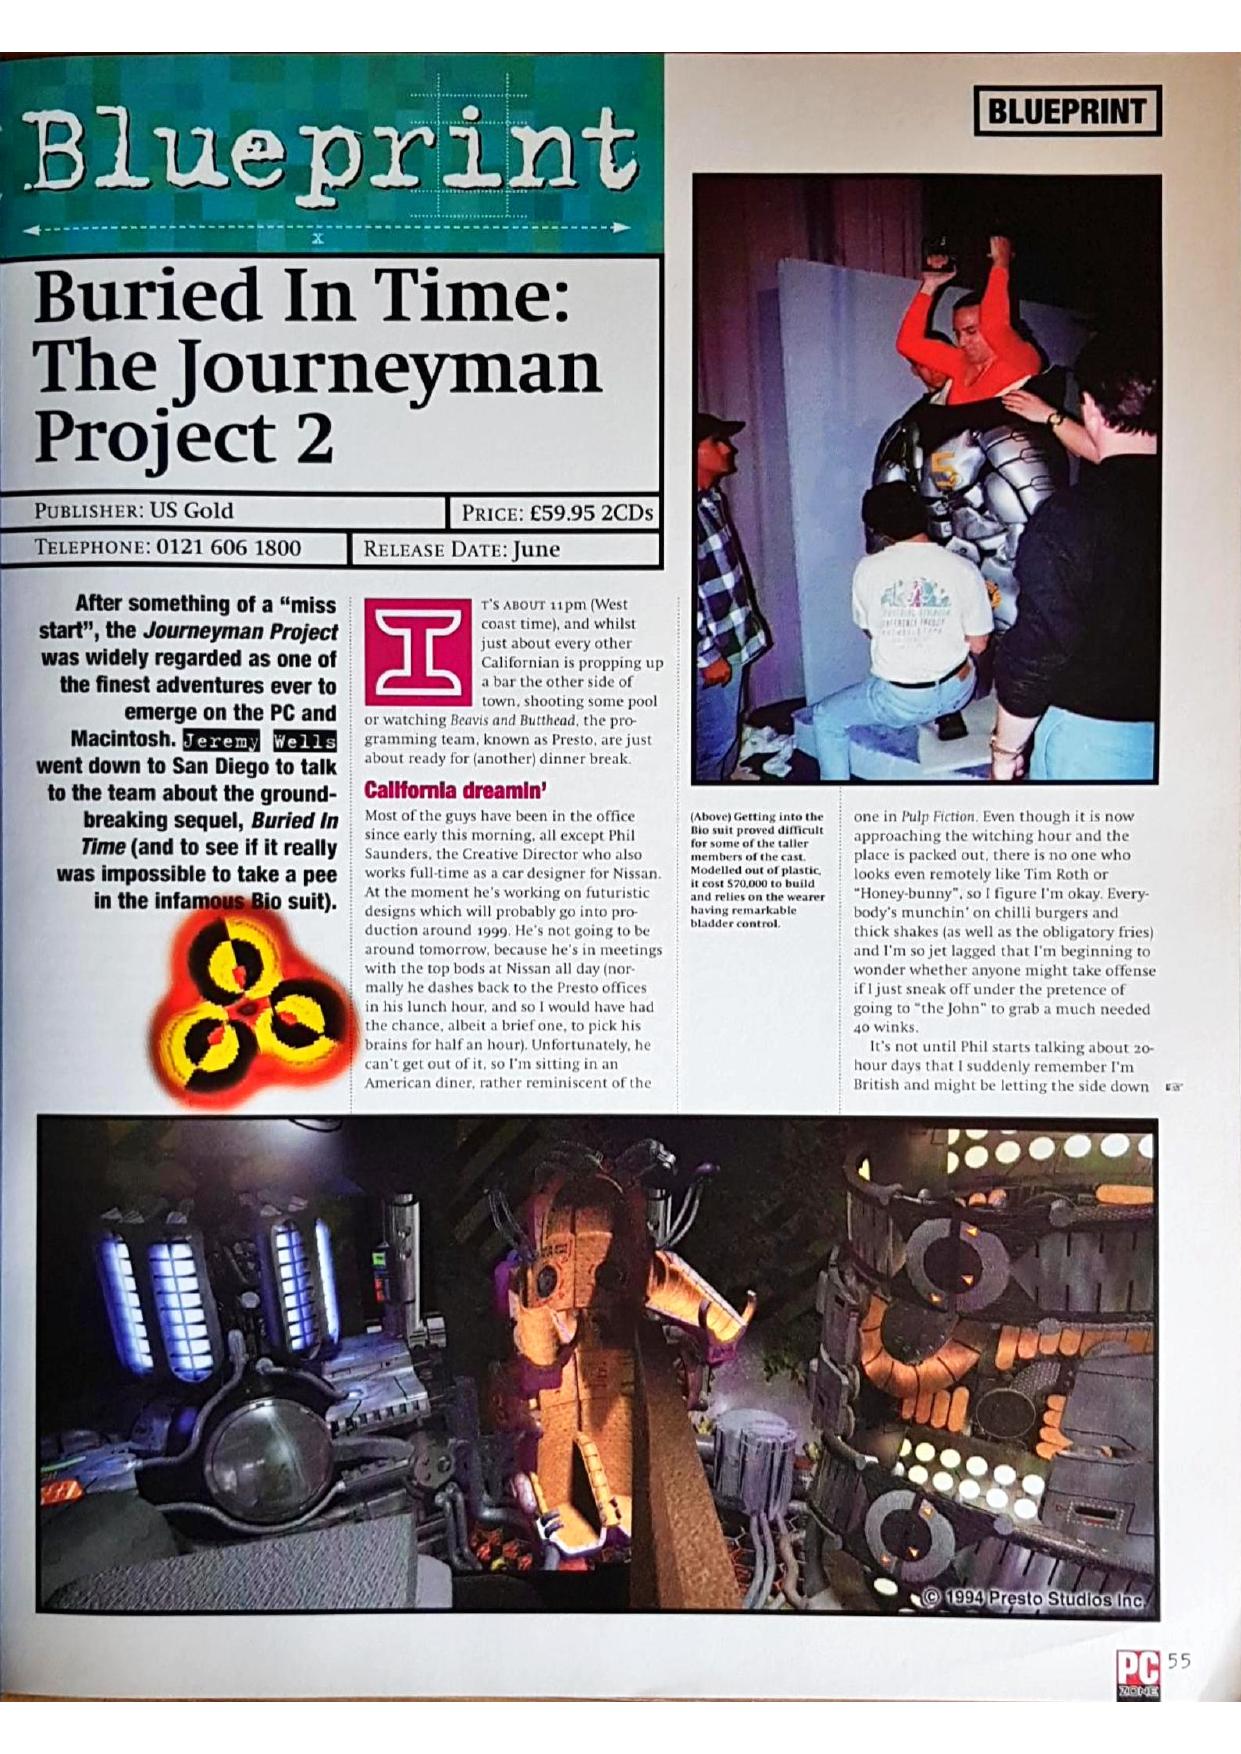 Blueprint
x
BLUEPRINT
Buried In Time:
The Journeyman
Project 2
PUBLISHER: US Gold
PRICE: £59.95 2CDs
TELEPHONE: 0121 606 1800
RELEASE DATE: June
After something of a “miss
start”, the Journeyman Project
was widely regarded as one of
the finest adventures ever to
emerge on the PC and
Macintosh. Jeremy Wells
went down to San Diego to talk
to the team about the ground-
breaking sequel, Buried In
Time (and to see if it really
was impossible to take a pee
in the infamous Bio suit).
IT'S ABOUT 11pm (West
coast time), and whilst
just about every other
Californian is propping up
a bar the other side of
town, shooting some pool
or watching Beavis and Butthead, the pro-
gramming team, known as Presto, are just
about ready for (another) dinner break.
California dreamin'
Most of the guys have been in the office
since early this morning, all except Phil
Saunders, the Creative Director who also
works full-time as a car designer for Nissan.
At the moment he's working on futuristic
designs which will probably go into pro-
duction around 1999. He's not going to be
around tomorrow, because he's in meetings
with the top bods at Nissan all day (nor-
mally he dashes back to the Presto offices
in his lunch hour, and so I would have had
the chance, albeit a brief one, to pick his
brains for half an hour). Unfortunately, he
can't get out of it, so I'm sitting in an
American diner, rather reminiscent of the
5
(Above) Getting into the
Bio suit proved difficult
for some of the taller
members of the cast.
Modelled out of plastic,
it cost $70,000 to build
and relies on the wearer
having remarkable
bladder control.
one in Pulp Fiction. Even though it is now
approaching the witching hour and the
place is packed out, there is no one who
looks even remotely like Tim Roth or
“Honey-bunny”, so I figure I'm okay. Every-
body's munchin' on chilli burgers and
thick shakes (as well as the obligatory fries)
and I'm so jet lagged that I'm beginning to
wonder whether anyone might take offense
if I just sneak off under the pretence of
going to “the John” to grab a much needed
40 winks.
It's not until Phil starts talking about 20-
hour days that I suddenly remember I'm
British and might be letting the side down
© 1994 Presto Studios Inc.
PC
ZONE
55